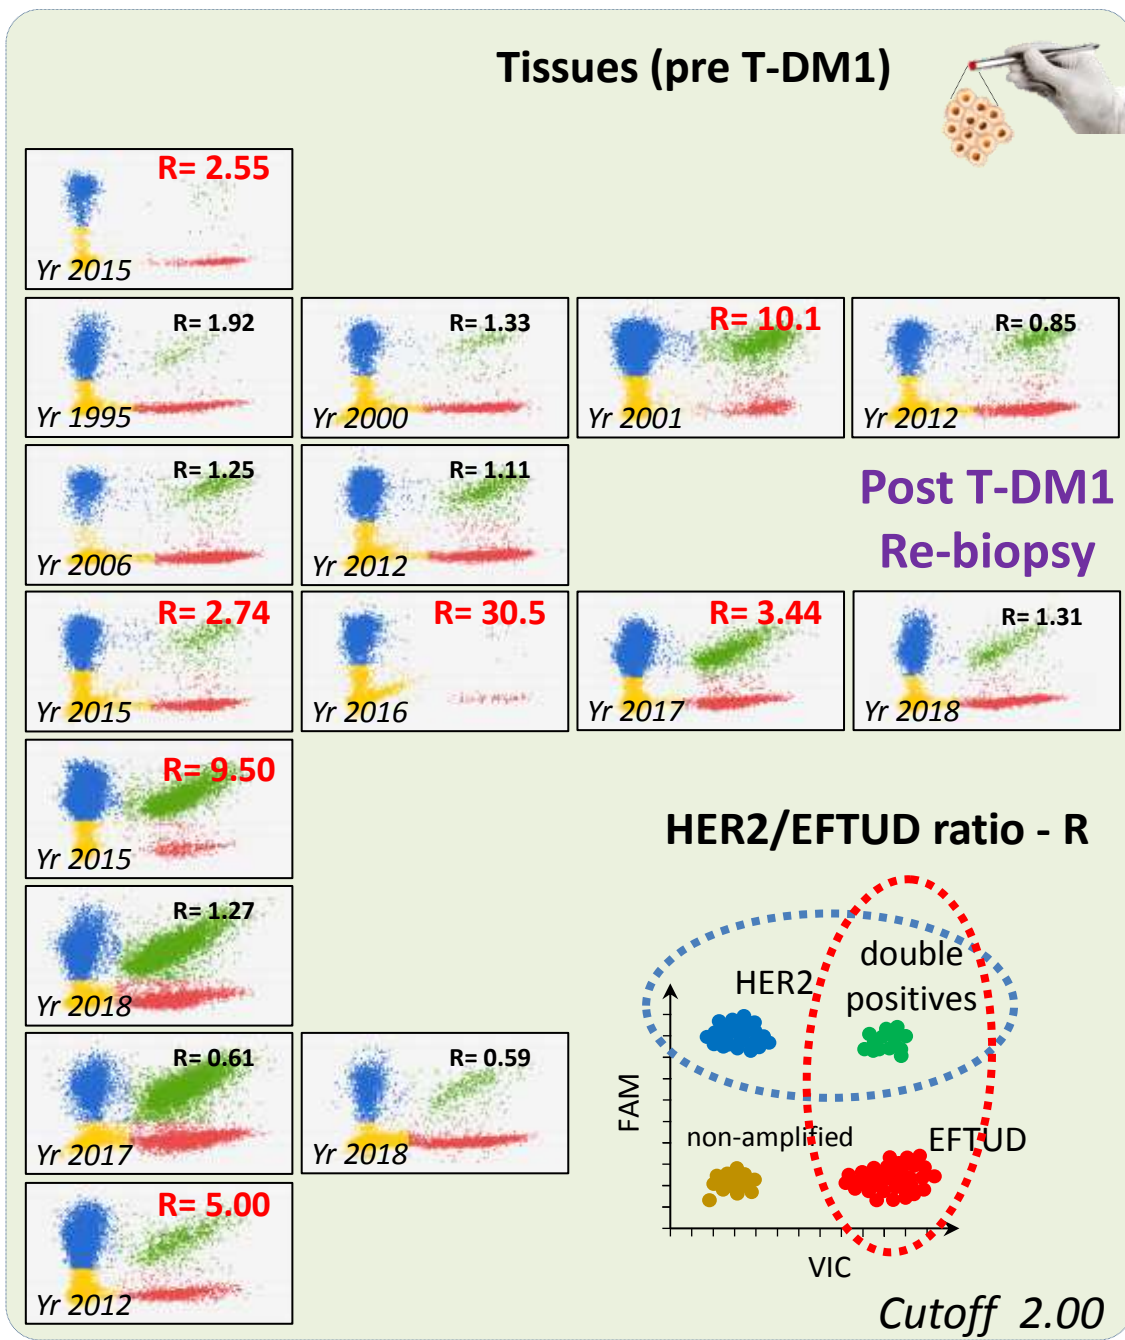 Tissues (pre T-DM1)
R= 2.55
Yr 2015
R= 1.92
Yr 1995
R= 1.33
Yr 2000
R= 10.1
Yr 2001
R= 0.85
Yr 2012
R= 1.25
Yr 2006
R= 1.11
Yr 2012
Post T-DM1
Re-biopsy
R= 2.74
Yr 2015
R= 30.5
Yr 2016
R= 3.44
Yr 2017
R= 1.31
Yr 2018
R= 9.50
Yr 2015
HER2/EFTUD ratio - R
R= 1.27
Yr 2018
R= 0.61
Yr 2017
R= 0.59
Yr 2018
R= 5.00
Yr 2012
double
positives
HER2
FAM
non-amplified
EFTUD
VIC
Cutoff 2.00